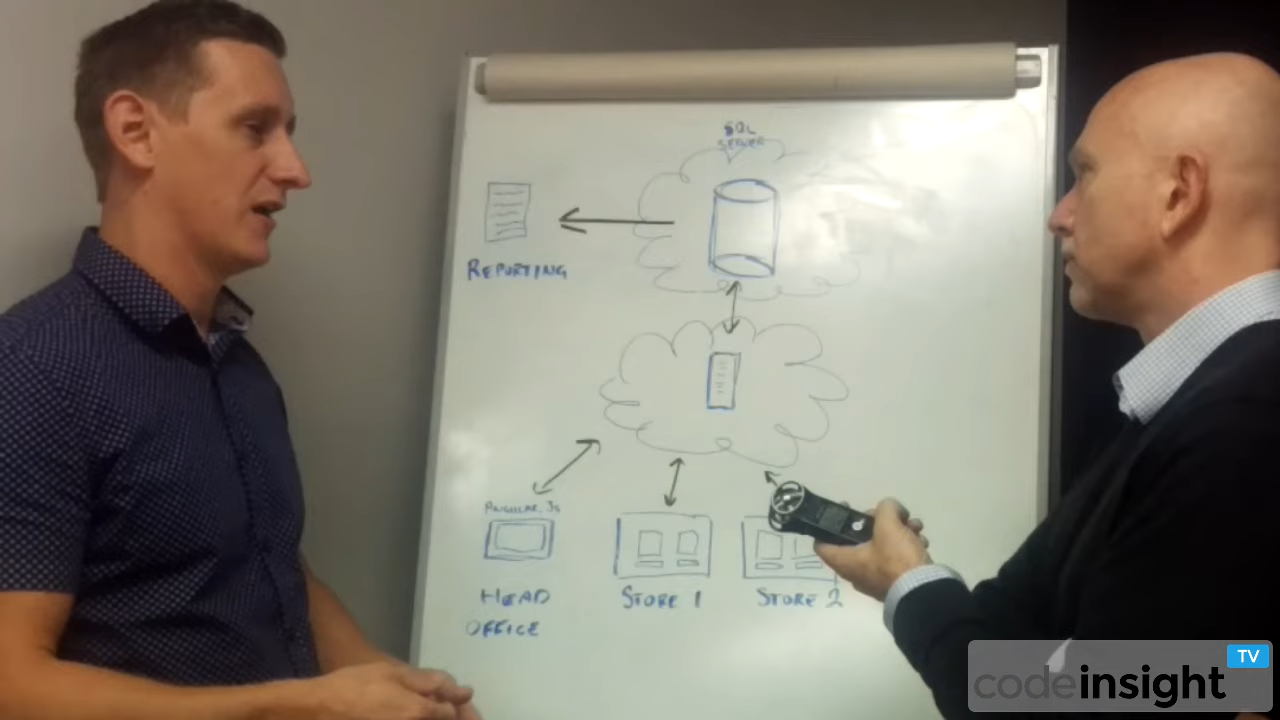 SQL
SERVER
REPORTING
ANGULAR JS
HEAD
OFFICE
STORE 1
STORE 2
codeinsight
TV